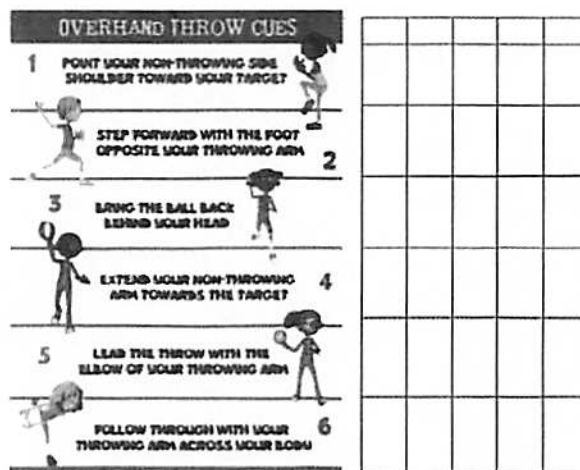 OVERHAND THROW CUES
1 POINT YOUR NON-THROWING SIDE
SHOULDER TOWARD YOUR TARGET
STEP FORWARD WITH THE FOOT
OPPOSITE YOUR THROWING ARM 2
3 BRING THE BALL BACK
BEHIND YOUR HEAD
EXTEND YOUR NON-THROWING 4
ARM TOWARDS THE TARGET
5 LEAD THE THROW WITH THE
ELBOW OF YOUR THROWING ARM
FOLLOW THROUGH WITH YOUR 6
THROWING ARM ACROSS YOUR BODY